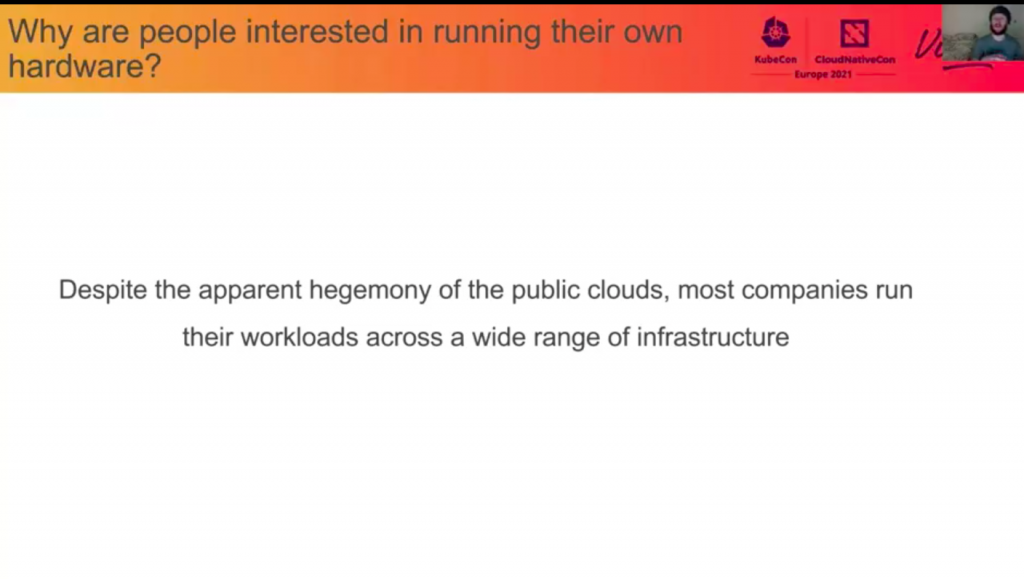 Why are people interested in running their own
hardware?
KubeCon
CloudNativeCon
Europe 2021
Despite the apparent hegemony of the public clouds, most companies run
their workloads across a wide range of infrastructure